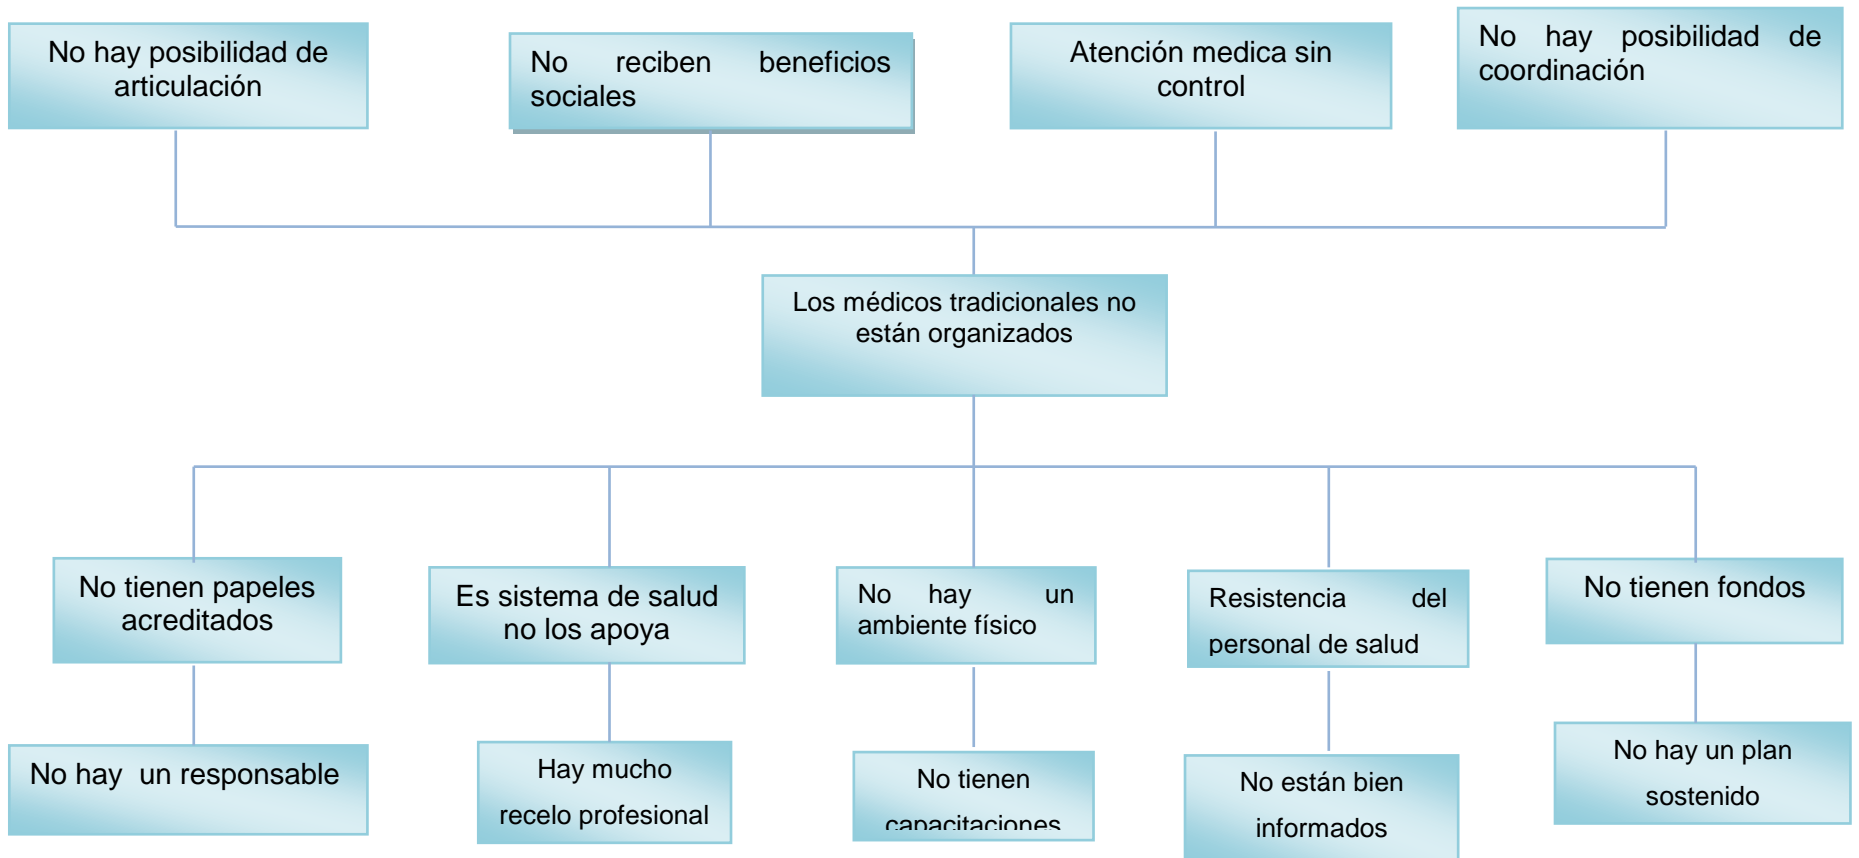 No hay posibilidad de
articulación
No reciben beneficios
sociales
Atención medica sin
control
No hay posibilidad de
coordinación
Los médicos tradicionales no
están organizados
No tienen papeles
acreditados
Es sistema de salud
no los apoya
No hay un
ambiente físico
Resistencia del
personal de salud
No tienen fondos
No hay un responsable
Hay mucho
recelo profesional
No tienen
capacitaciones
No están bien
informados
No hay un plan
sostenido